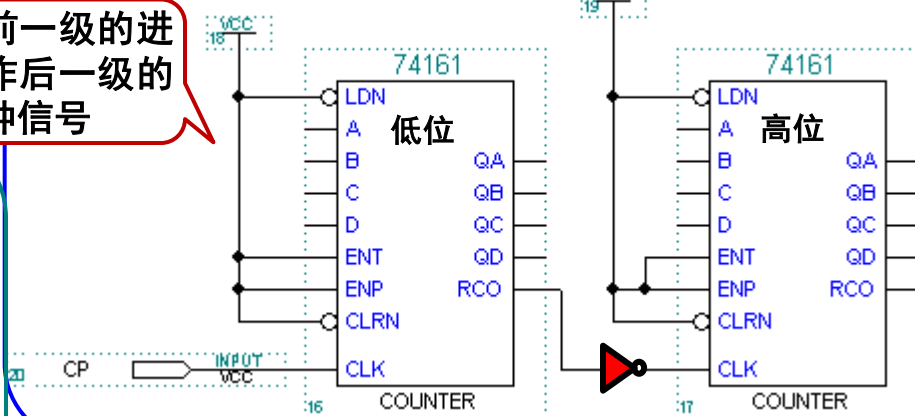 前一级的进
作后一级的
钟信号
VCC
18
19
74161
LDN
A
B
C
D
ENT
ENP
CLRN
CLK
QA
QB
QC
QD
RCO
低位
16
COUNTER
20
CP
INPUT
VCC
74161
LDN
A
B
C
D
ENT
ENP
CLRN
CLK
QA
QB
QC
QD
RCO
高位
17
COUNTER